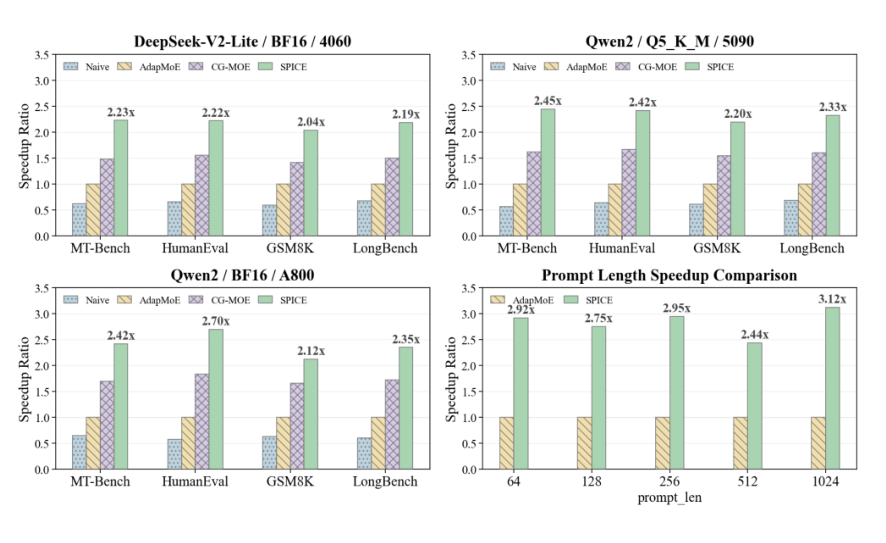 DeepSeek-V2-Lite / BF16 / 4060
Speedup Ratio
3.5
3.0
2.5
2.0
1.5
1.0
0.5
0.0
Naive AdapMoE CG-MOE SPICE
2.23x 2.22x 2.04x 2.19x
MT-Bench HumanEval GSM8K LongBench
Qwen2 / Q5_K_M / 5090
Speedup Ratio
3.5
3.0
2.5
2.0
1.5
1.0
0.5
0.0
Naive AdapMoE CG-MOE SPICE
2.45x 2.42x 2.20x 2.33x
MT-Bench HumanEval GSM8K LongBench
Qwen2 / BF16 / A800
Speedup Ratio
3.5
3.0
2.5
2.0
1.5
1.0
0.5
0.0
Naive AdapMoE CG-MOE SPICE
2.42x 2.70x 2.12x 2.35x
MT-Bench HumanEval GSM8K LongBench
Prompt Length Speedup Comparison
Speedup Ratio
3.5
3.0
2.5
2.0
1.5
1.0
0.5
0.0
AdapMoE SPICE
2.92x 2.75x 2.95x 2.44x 3.12x
64 128 256 512 1024
prompt_len